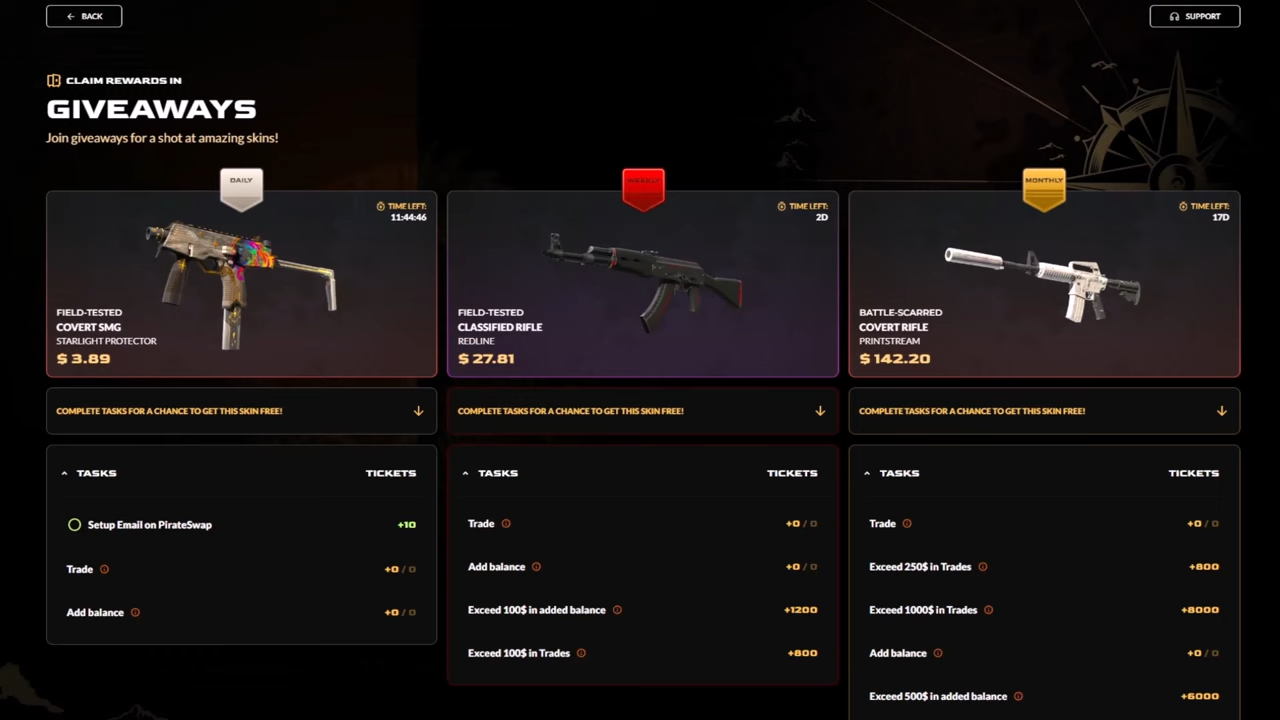 BACK
SUPPORT
CLAIM REWARDS IN
GIVEAWAYS
Join giveaways for a shot at amazing skins!
DAILY
TIME LEFT:
11:44:46
FIELD-TESTED
COVERT SMG
STARLIGHT PROTECTOR
$ 3.89
WEEKLY
TIME LEFT:
2D
FIELD-TESTED
CLASSIFIED RIFLE
REDLINE
$ 27.81
MONTHLY
TIME LEFT:
17D
BATTLE-SCARRED
COVERT RIFLE
PRINTSTREAM
$ 142.20
COMPLETE TASKS FOR A CHANCE TO GET THIS SKIN FREE!
COMPLETE TASKS FOR A CHANCE TO GET THIS SKIN FREE!
COMPLETE TASKS FOR A CHANCE TO GET THIS SKIN FREE!
TASKS TICKETS
Setup Email on PirateSwap +10
Trade +0 / 0
Add balance +0 / 0
TASKS TICKETS
Trade +0 / 0
Add balance +0 / 0
Exceed 100$ in added balance +1200
Exceed 100$ in Trades +800
TASKS TICKETS
Trade +0 / 0
Exceed 250$ in Trades +800
Exceed 1000$ in Trades +8000
Add balance +0 / 0
Exceed 500$ in added balance +6000